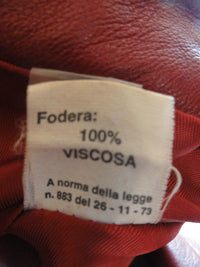 Fodera:
100%
VISCOSA
A norma della legge
n. 883 del 26 - 11 - 73